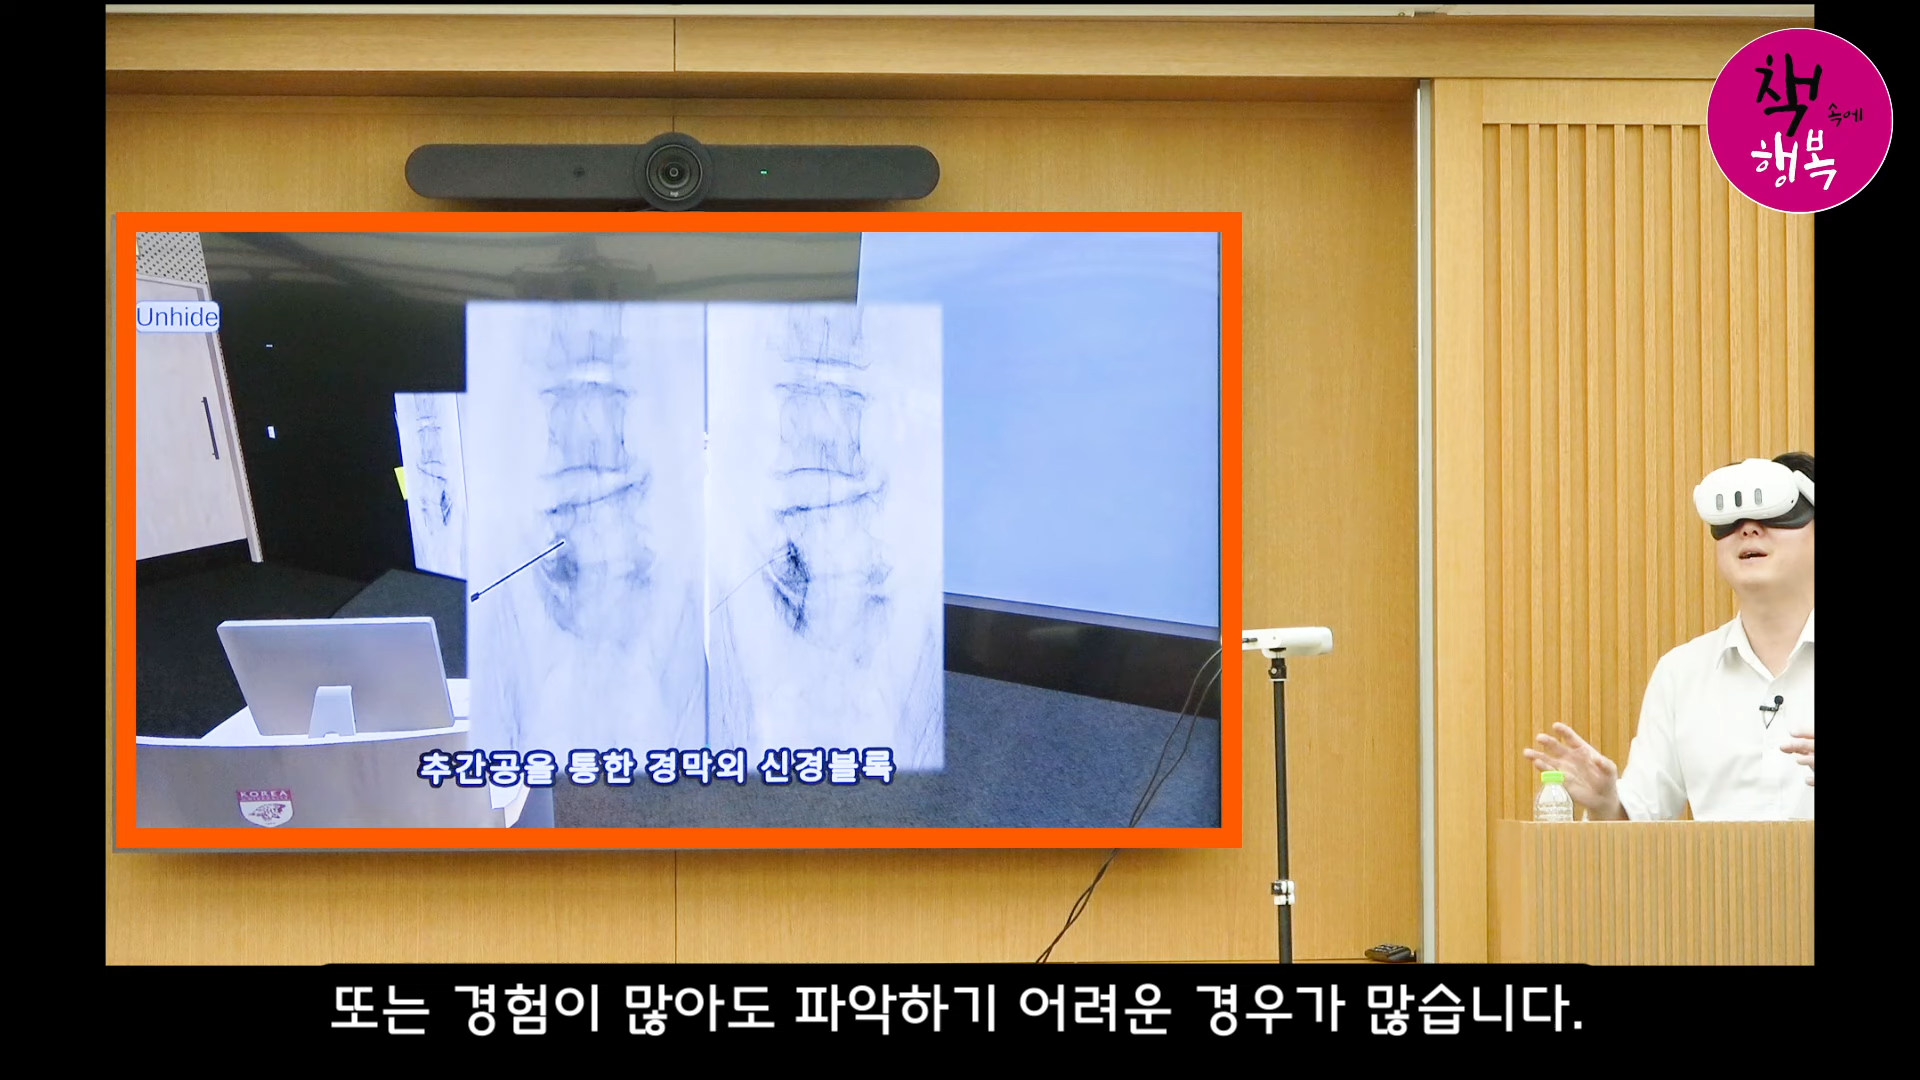 책
속에
행복
Unhide
추간공을 통한 경막외 신경블록
KOREA
또는 경험이 많아도 파악하기 어려운 경우가 많습니다.